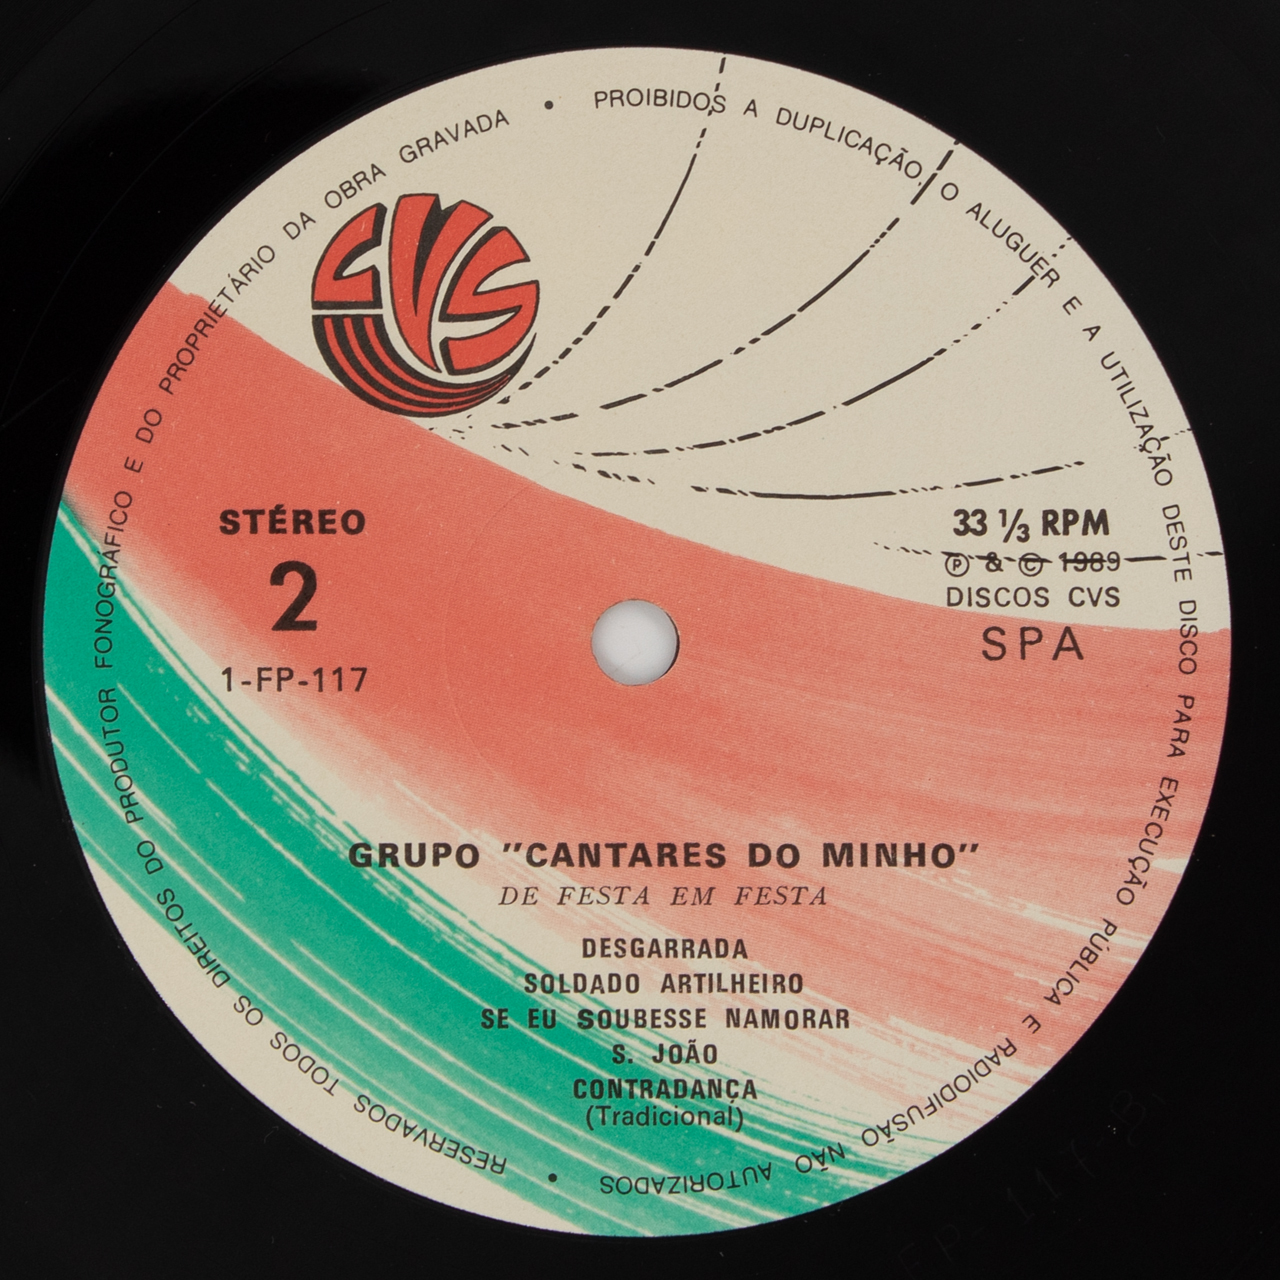 RESERVADOS TODOS OS DIREITOS DO PRODUTOR FONOGRÁFICO E DO PROPRIETÁRIO DA OBRA GRAVADA • PROIBIDOS A DUPLICAÇÃO, O ALUGUER E A UTILIZAÇÃO DESTE DISCO PARA EXECUÇÃO PÚBLICA E RADIODIFUSÃO NÃO AUTORIZADOS •
CVS
STÉREO
2
1-FP-117
33 ⅓ RPM
Ⓟ & © 1989
DISCOS CVS
SPA
GRUPO "CANTARES DO MINHO"
DE FESTA EM FESTA
DESGARRADA
SOLDADO ARTILHEIRO
SE EU SOUBESSE NAMORAR
S. JOÃO
CONTRADANÇA
(Tradicional)